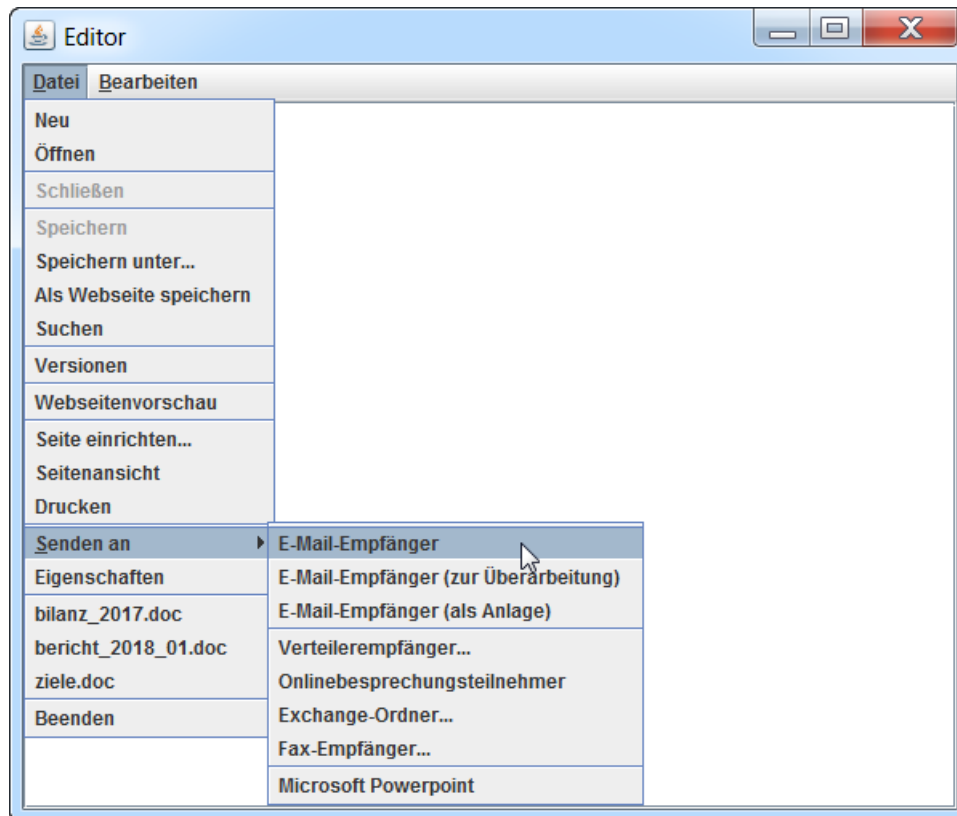 Editor
Datei Bearbeiten
Neu
Öffnen
Schließen
Speichern
Speichern unter...
Als Webseite speichern
Suchen
Versionen
Webseitenvorschau
Seite einrichten...
Seitenansicht
Drucken
Senden an
Eigenschaften
bilanz_2017.doc
bericht_2018_01.doc
ziele.doc
Beenden
E-Mail-Empfänger
E-Mail-Empfänger (zur Überarbeitung)
E-Mail-Empfänger (als Anlage)
Verteilerempfänger...
Onlinebesprechungsteilnehmer
Exchange-Ordner...
Fax-Empfänger...
Microsoft Powerpoint